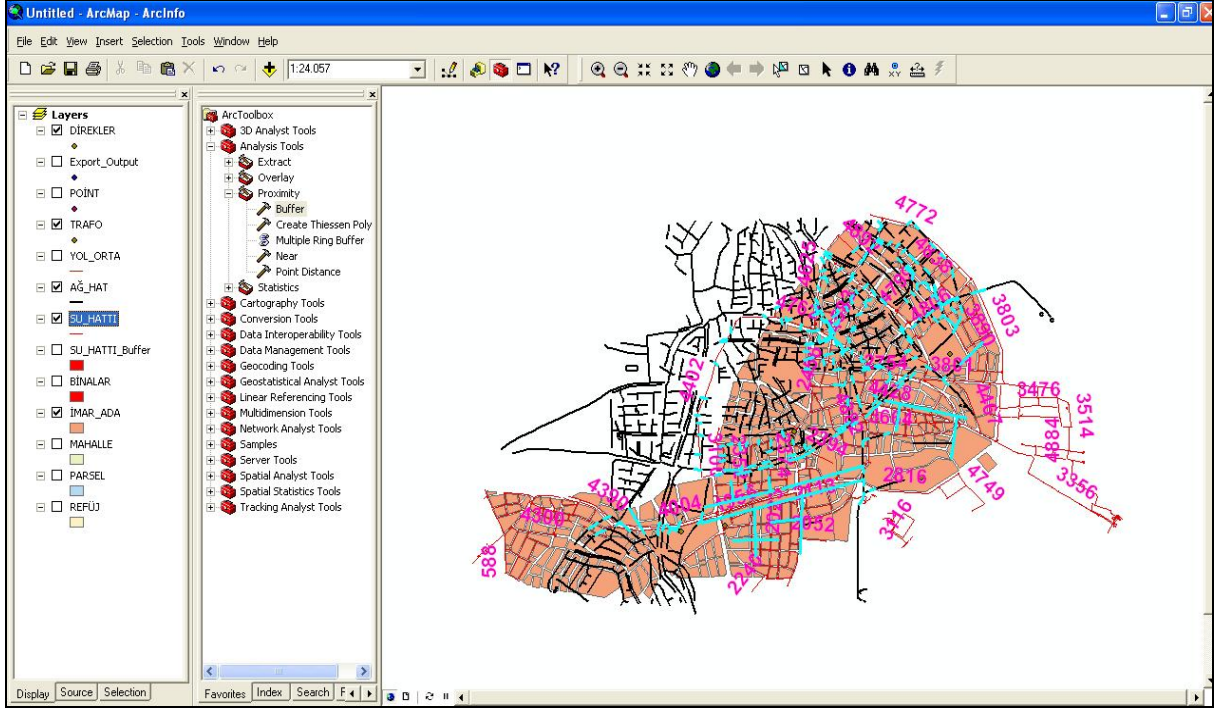 Untitled - ArcMap - ArcInfo
File Edit View Insert Selection Tools Window Help
1:24.057
Layers
DİREKLER
Export_Output
POİNT
TRAFO
YOL_ORTA
AĞ_HAT
SU_HATTI
SU_HATTI_Buffer
BİNALAR
İMAR_ADA
MAHALLE
PARSEL
REFÜJ
Display Source Selection
ArcToolbox
3D Analyst Tools
Analysis Tools
Extract
Overlay
Proximity
Buffer
Create Thiessen Poly
Multiple Ring Buffer
Near
Point Distance
Statistics
Cartography Tools
Conversion Tools
Data Interoperability Tools
Data Management Tools
Geocoding Tools
Geostatistical Analyst Tools
Linear Referencing Tools
Multidimension Tools
Network Analyst Tools
Samples
Server Tools
Spatial Analyst Tools
Spatial Statistics Tools
Tracking Analyst Tools
Favorites Index Search
4772
3803
4402
3476
3514
4884
3356
4749
2816
3416
4390
4004
588